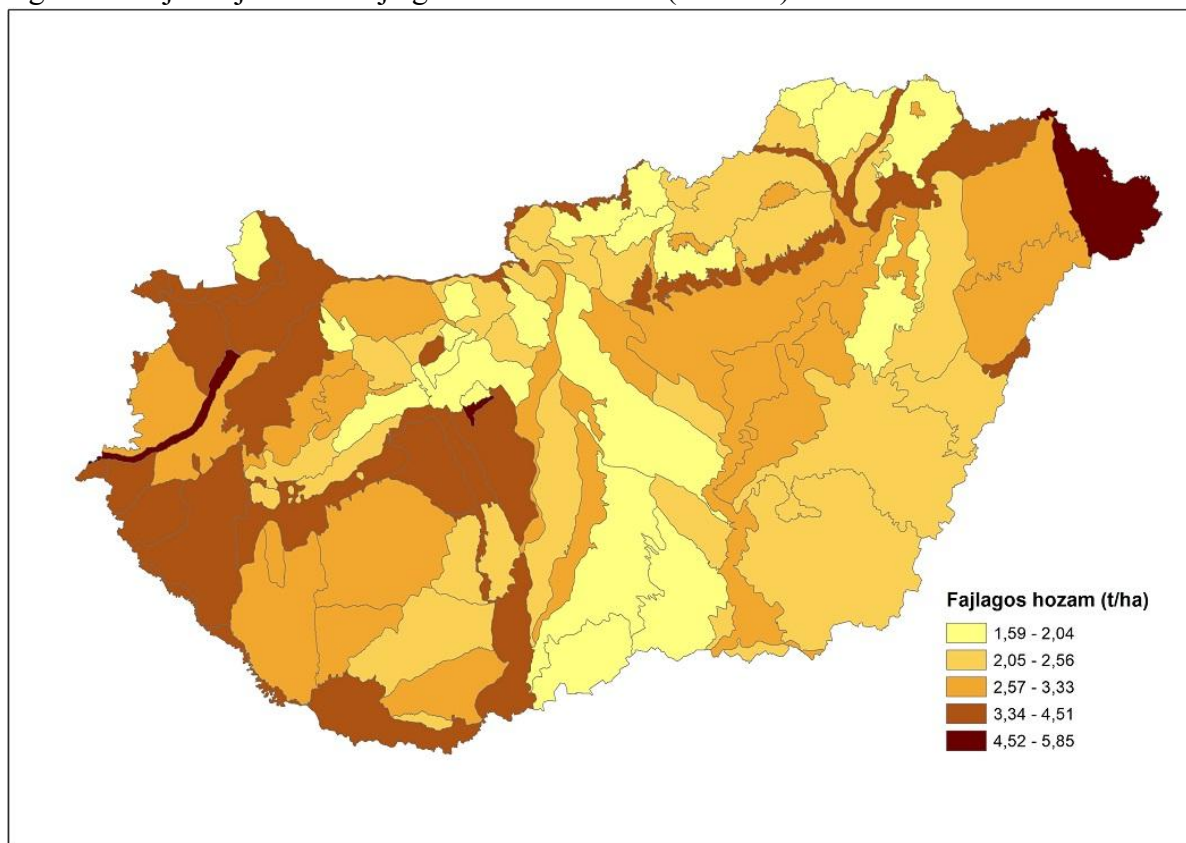 Fajlagos hozam (t/ha)
1,59 - 2,04
2,05 - 2,56
2,57 - 3,33
3,34 - 4,51
4,52 - 5,85